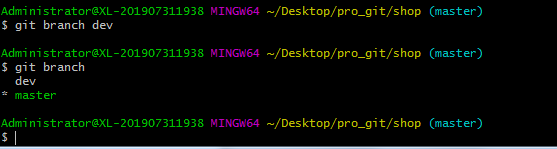 Administrator@XL-201907311938 MINGW64 ~/Desktop/pro_git/shop (master)
$ git branch dev
Administrator@XL-201907311938 MINGW64 ~/Desktop/pro_git/shop (master)
$ git branch
dev
* master
Administrator@XL-201907311938 MINGW64 ~/Desktop/pro_git/shop (master)
$